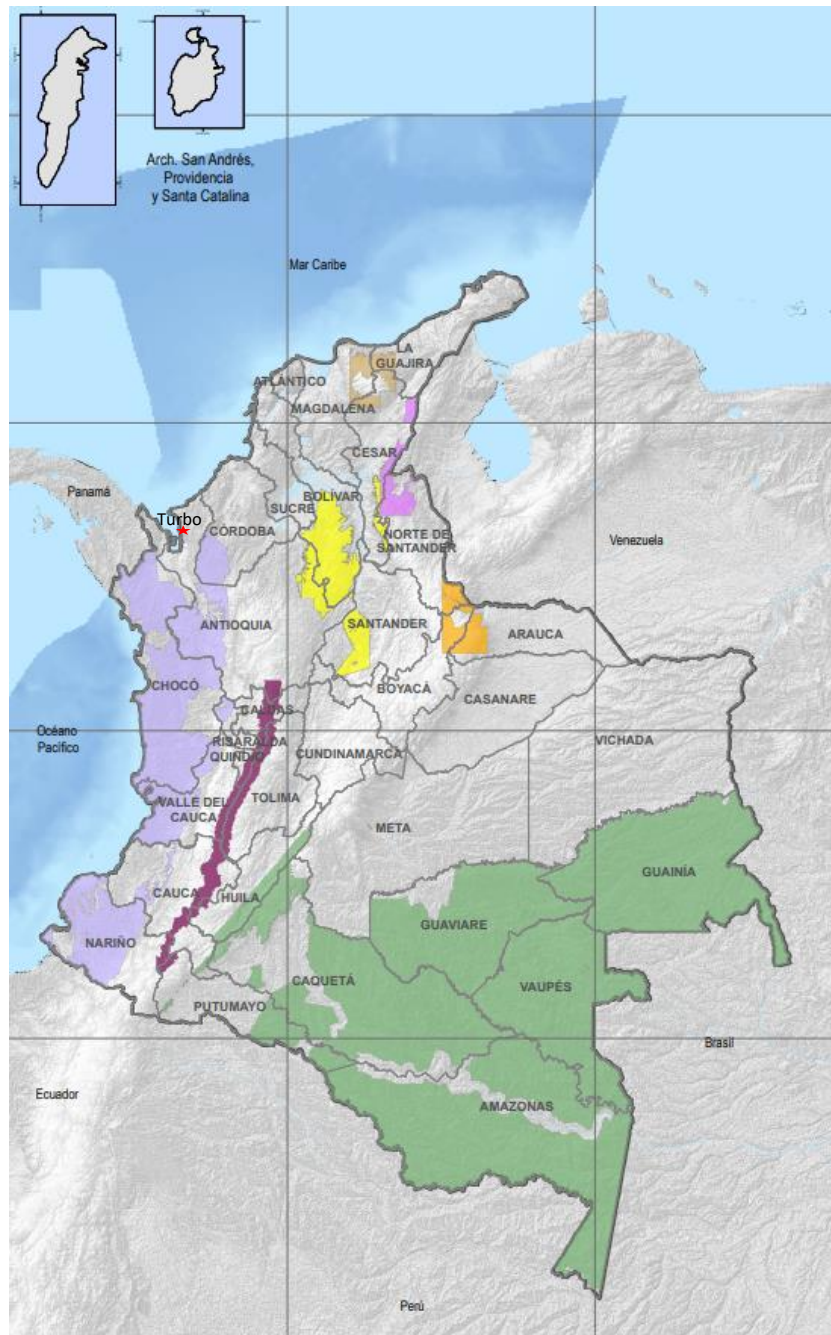 Arch. San Andrés,
Providencia
y Santa Catalina
Mar Caribe
LA
GUAJIRA
ATLÁNTICO
MAGDALENA
CESAR
Panamá
BOLÍVAR
SUCRE
Turbo
CÓRDOBA
NORTE DE
SANTANDER
Venezuela
ANTIOQUIA
SANTANDER
ARAUCA
CHOCÓ
BOYACÁ
CASANARE
CALDAS
Océano
Pacífico
RISARALDA
QUINDÍO
CUNDINAMARCA
VICHADA
VALLE DEL
CAUCA
TOLIMA
META
GUAINÍA
CAUCA
HUILA
GUAVIARE
NARIÑO
CAQUETÁ
VAUPÉS
PUTUMAYO
Brasil
Ecuador
AMAZONAS
Perú